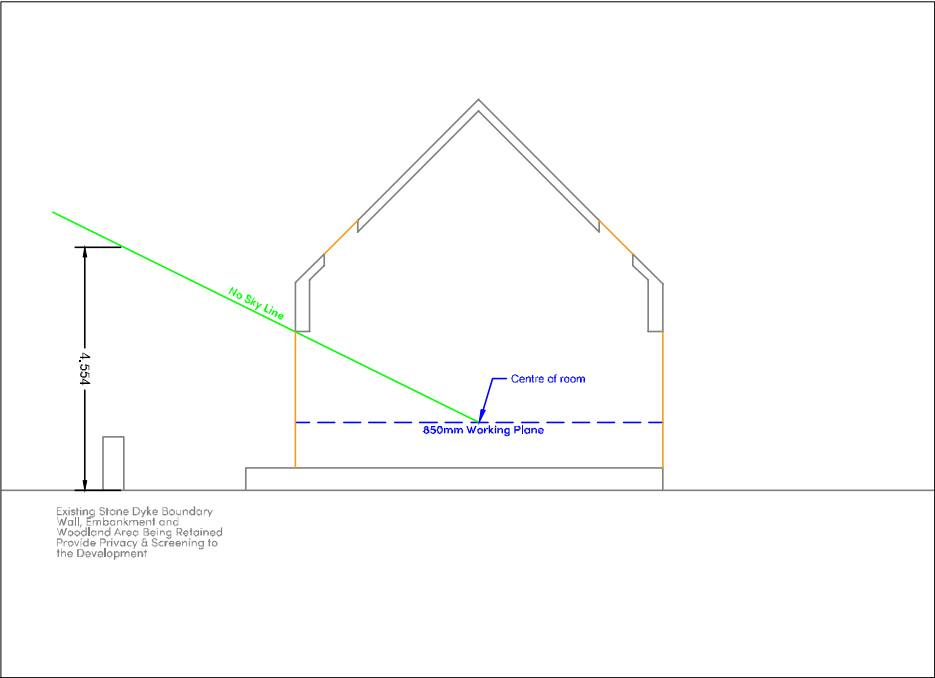 No Sky Line
4.554
Centre of room
850mm Working Plane
Existing Stone Dyke Boundary
Wall, Embankment and
Woodland Area Being Retained
Provide Privacy & Screening to
the Development